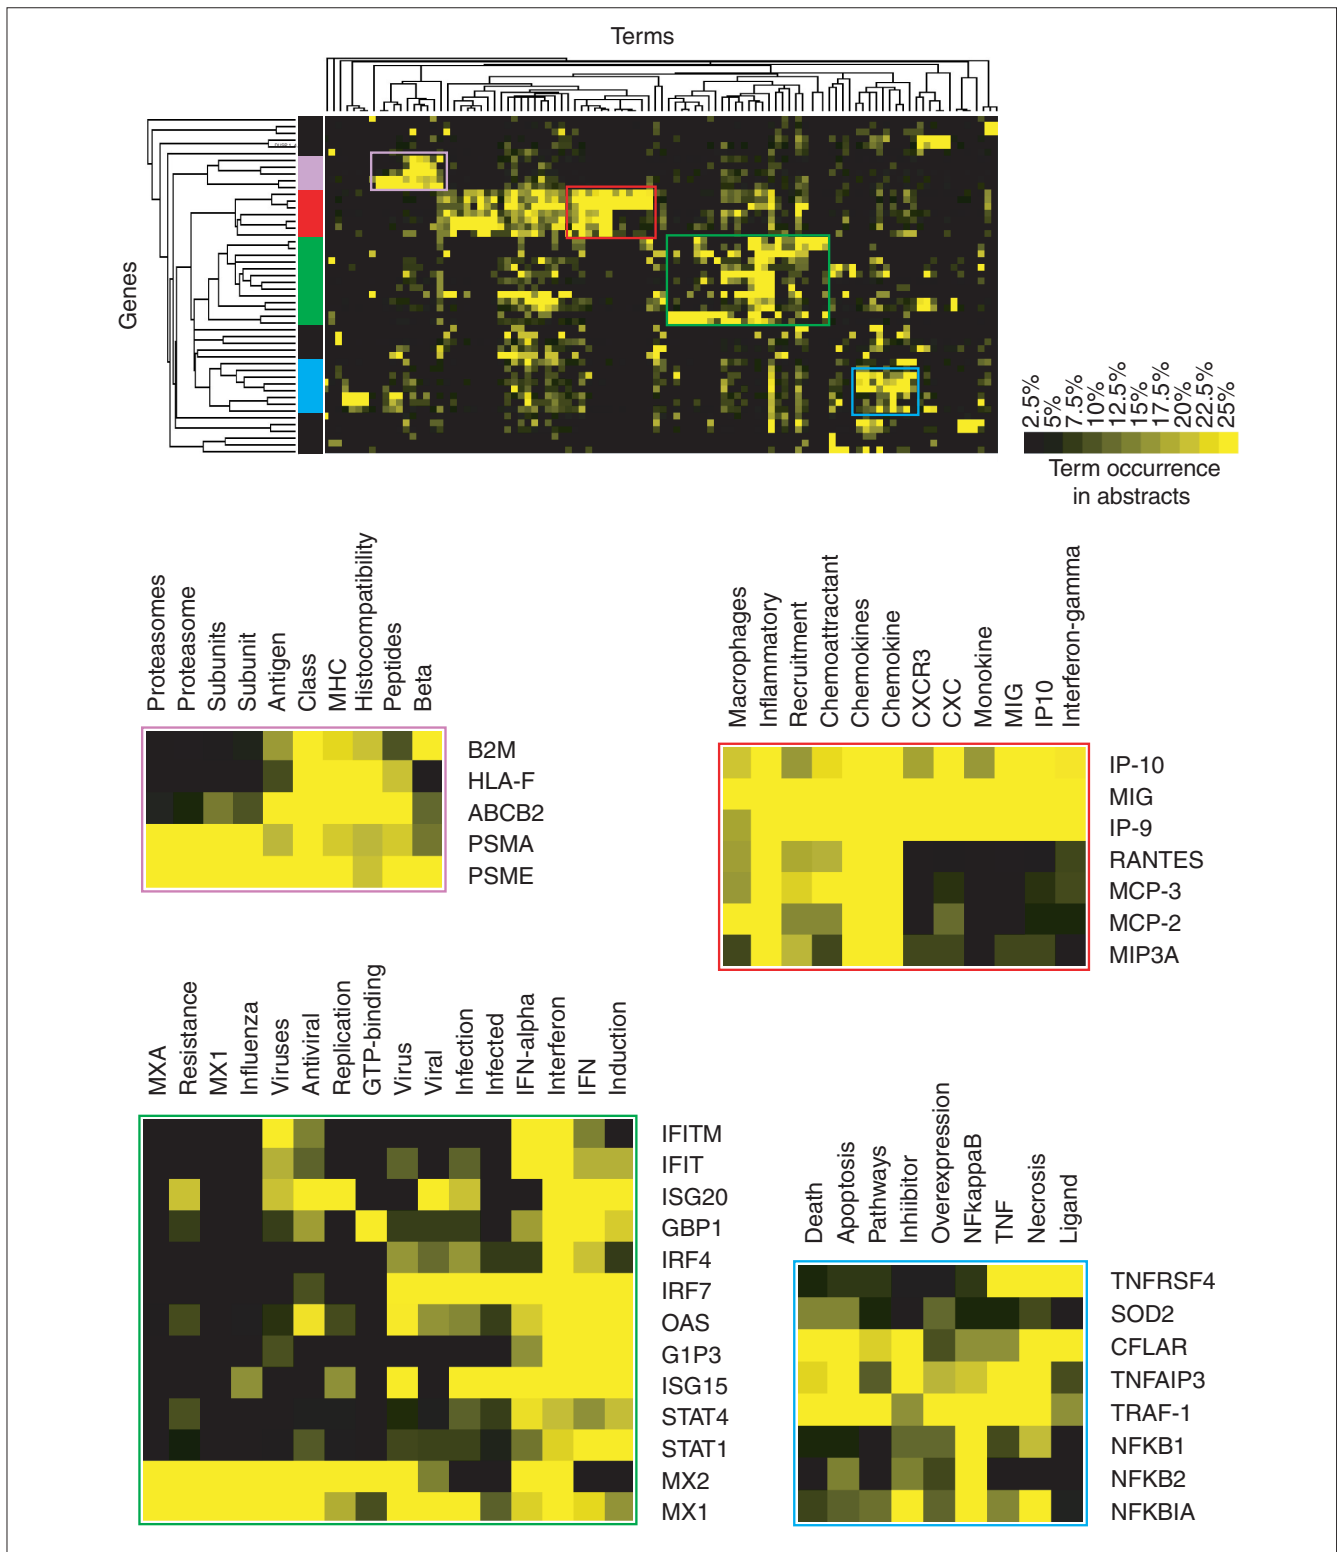 Terms
Genes
2.5%
5%
7.5%
10%
12.5%
15%
17.5%
20%
22.5%
25%
Term occurrence
in abstracts
Proteasomes
Proteasome
Subunits
Subunit
Antigen
Class
MHC
Histocompatibility
Peptides
Beta
B2M
HLA-F
ABCB2
PSMA
PSME
Macrophages
Inflammatory
Recruitment
Chemoattractant
Chemokines
Chemokine
CXCR3
CXC
Monokine
MIG
IP10
Interferon-gamma
IP-10
MIG
IP-9
RANTES
MCP-3
MCP-2
MIP3A
MXA
Resistance
MX1
Influenza
Viruses
Antiviral
Replication
GTP-binding
Virus
Viral
Infection
Infected
IFN-alpha
Interferon
IFN
Induction
IFITM
IFIT
ISG20
GBP1
IRF4
IRF7
OAS
G1P3
ISG15
STAT4
STAT1
MX2
MX1
Death
Apoptosis
Pathways
Inhiibitor
Overexpression
NFkappaB
TNF
Necrosis
Ligand
TNFRSF4
SOD2
CFLAR
TNFAIP3
TRAF-1
NFKB1
NFKB2
NFKBIA